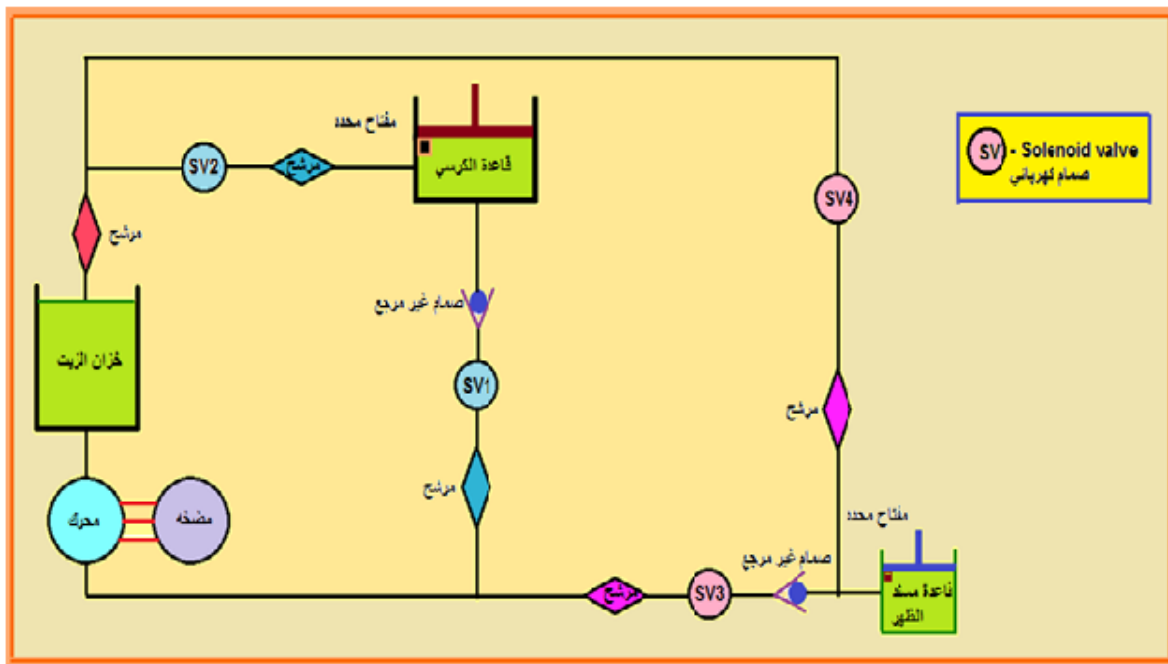 مفتاح محدد
SV2
مرشح
قاعدة الكرسي
SV - Solenoid valve
صمام كهربائي
SV4
مرشح
صمام غير مرجع
خزان الزيت
SV1
مرشح
مرشح
محرك
مضخه
مفتاح محدد
صمام غير مرجع
مرشح
SV3
قاعدة مسند
الظهر